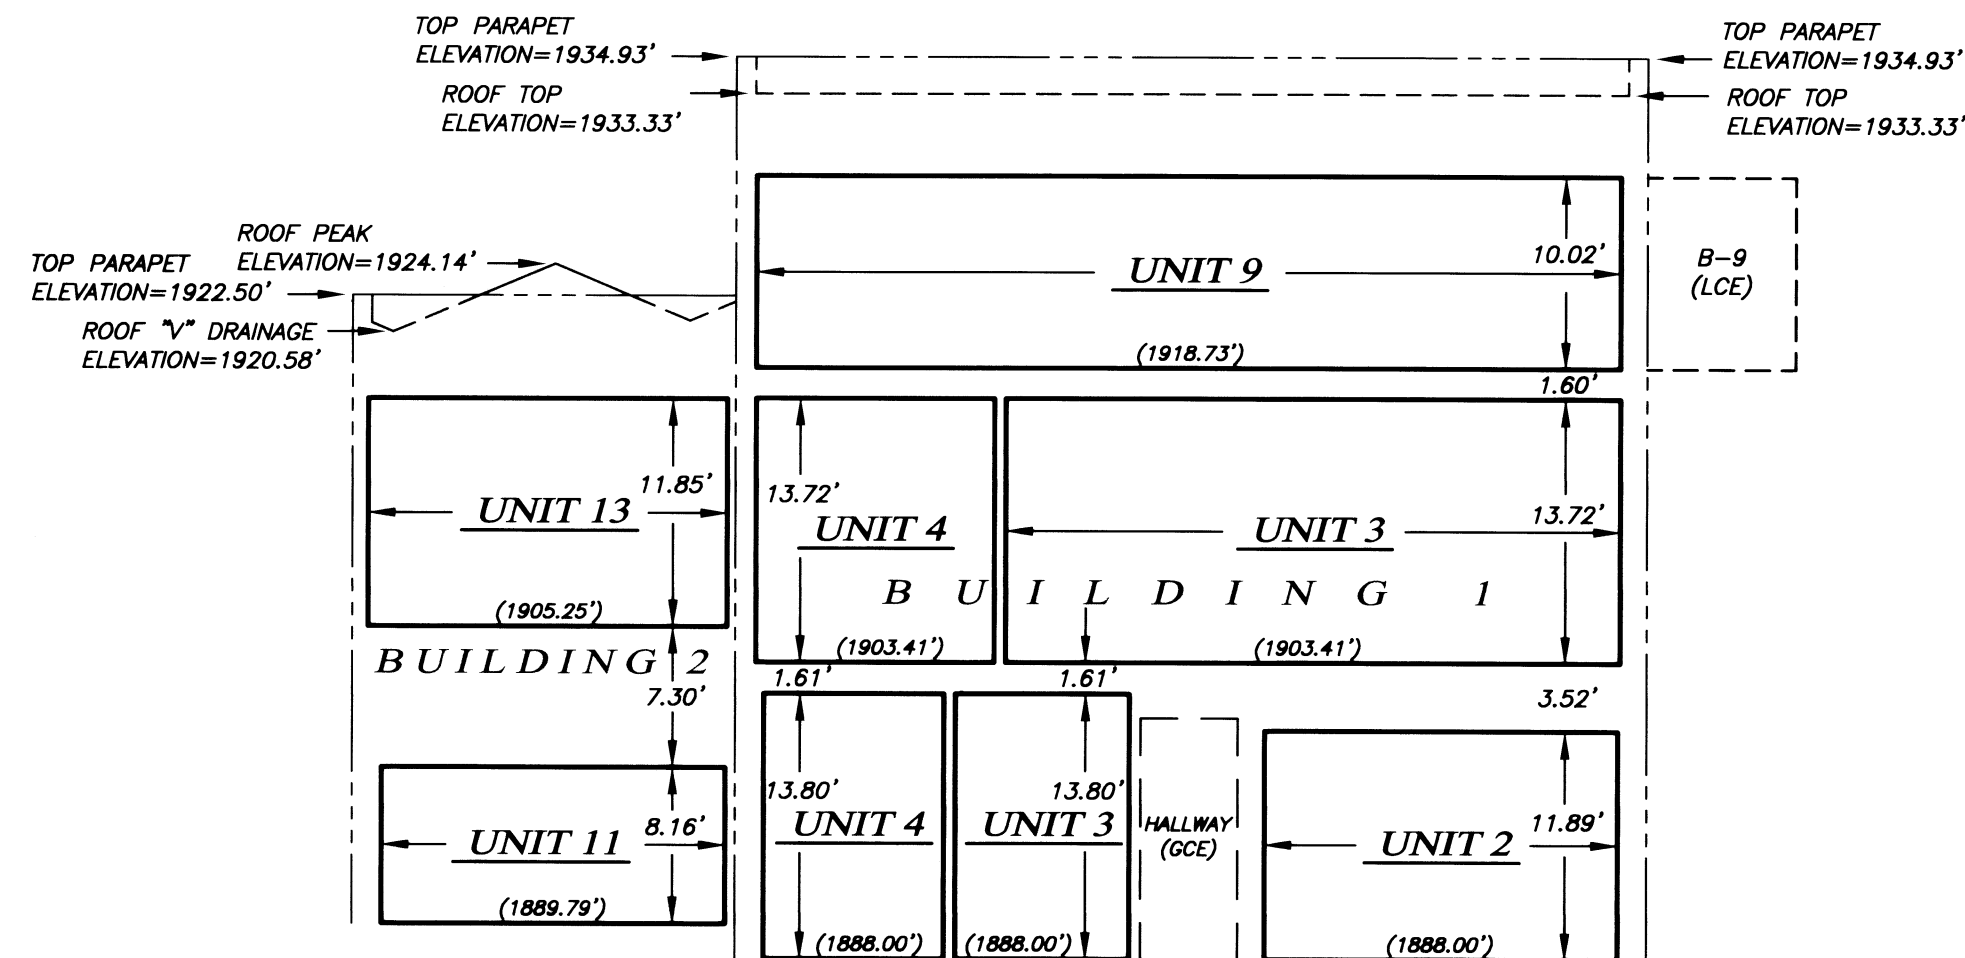 TOP PARAPET
ELEVATION=1934.93'
TOP PARAPET
ELEVATION=1934.93'
ROOF TOP
ELEVATION=1933.33'
ROOF TOP
ELEVATION=1933.33'
ROOF PEAK
ELEVATION=1924.14'
TOP PARAPET
ELEVATION=1922.50'
ROOF "V" DRAINAGE
ELEVATION=1920.58'
UNIT 9
10.02'
(1918.73')
B-9
(LCE)
1.60'
UNIT 13
11.85'
(1905.25')
13.72'
UNIT 4
(1903.41')
UNIT 3
13.72'
(1903.41')
BUILDING 1
BUILDING 2
7.30'
1.61'
1.61'
3.52'
UNIT 11
8.16'
(1889.79')
13.80'
UNIT 4
(1888.00')
13.80'
UNIT 3
(1888.00')
HALLWAY
(GCE)
UNIT 2
11.89'
(1888.00')